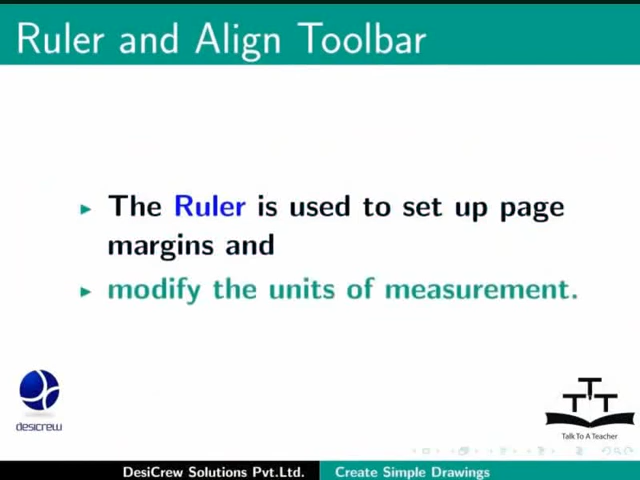 Ruler and Align Toolbar
The Ruler is used to set up page
margins and
modify the units of measurement.
desicrew
TTT
Talk To A Teacher
DesiCrew Solutions Pvt.Ltd.
Create Simple Drawings